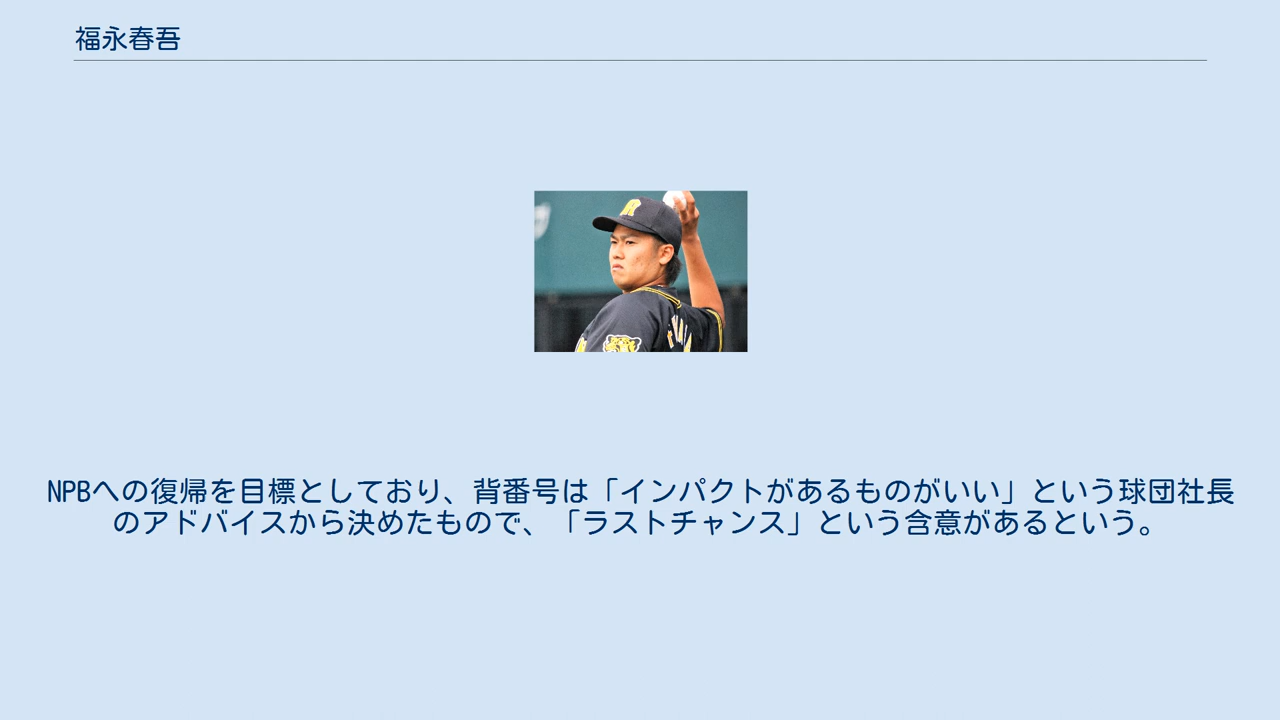 福永春吾
NPBへの復帰を目標としており、背番号は「インパクトがあるものがいい」という球団社長
のアドバイスから決めたもので、「ラストチャンス」という含意があるという。